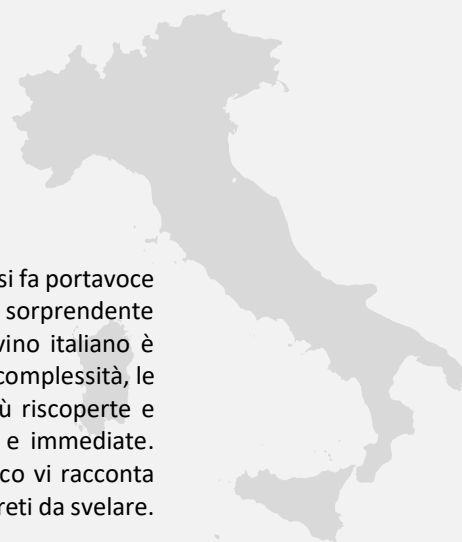 si fa portavoce
sorprendente
vino italiano è
complessità, le
ù riscoperte e
e immediate.
co vi racconta
reti da svelare.